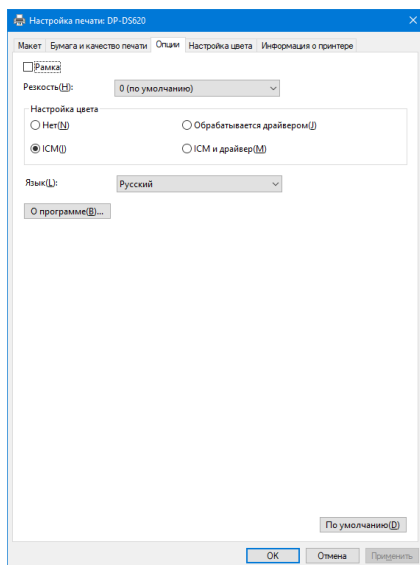 Настройка печати: DP-DS620
Макет Бумага и качество печати Опции Настройка цвета Информация о принтере
Рамка
Резкость(H): 0 (по умолчанию)
Настройка цвета
Нет(N) Обрабатывается драйвером(J)
ICM(I) ICM и драйвер(M)
Язык(L): Русский
О программе(B)...
По умолчанию(D)
OK Отмена Применить